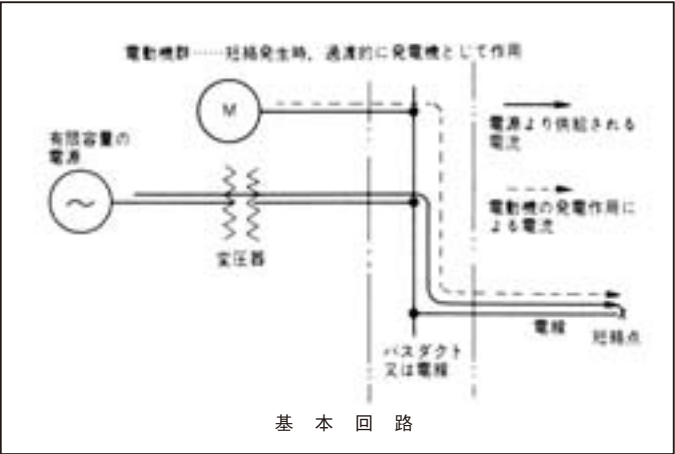 電動機群……短絡発生時，過渡的に発電機として作用
M
有限容量の
電源
変圧器
電源より供給される
電流
電動機の発電作用に
よる電流
電線
短絡点
バスダクト
又は電線
基 本 回 路